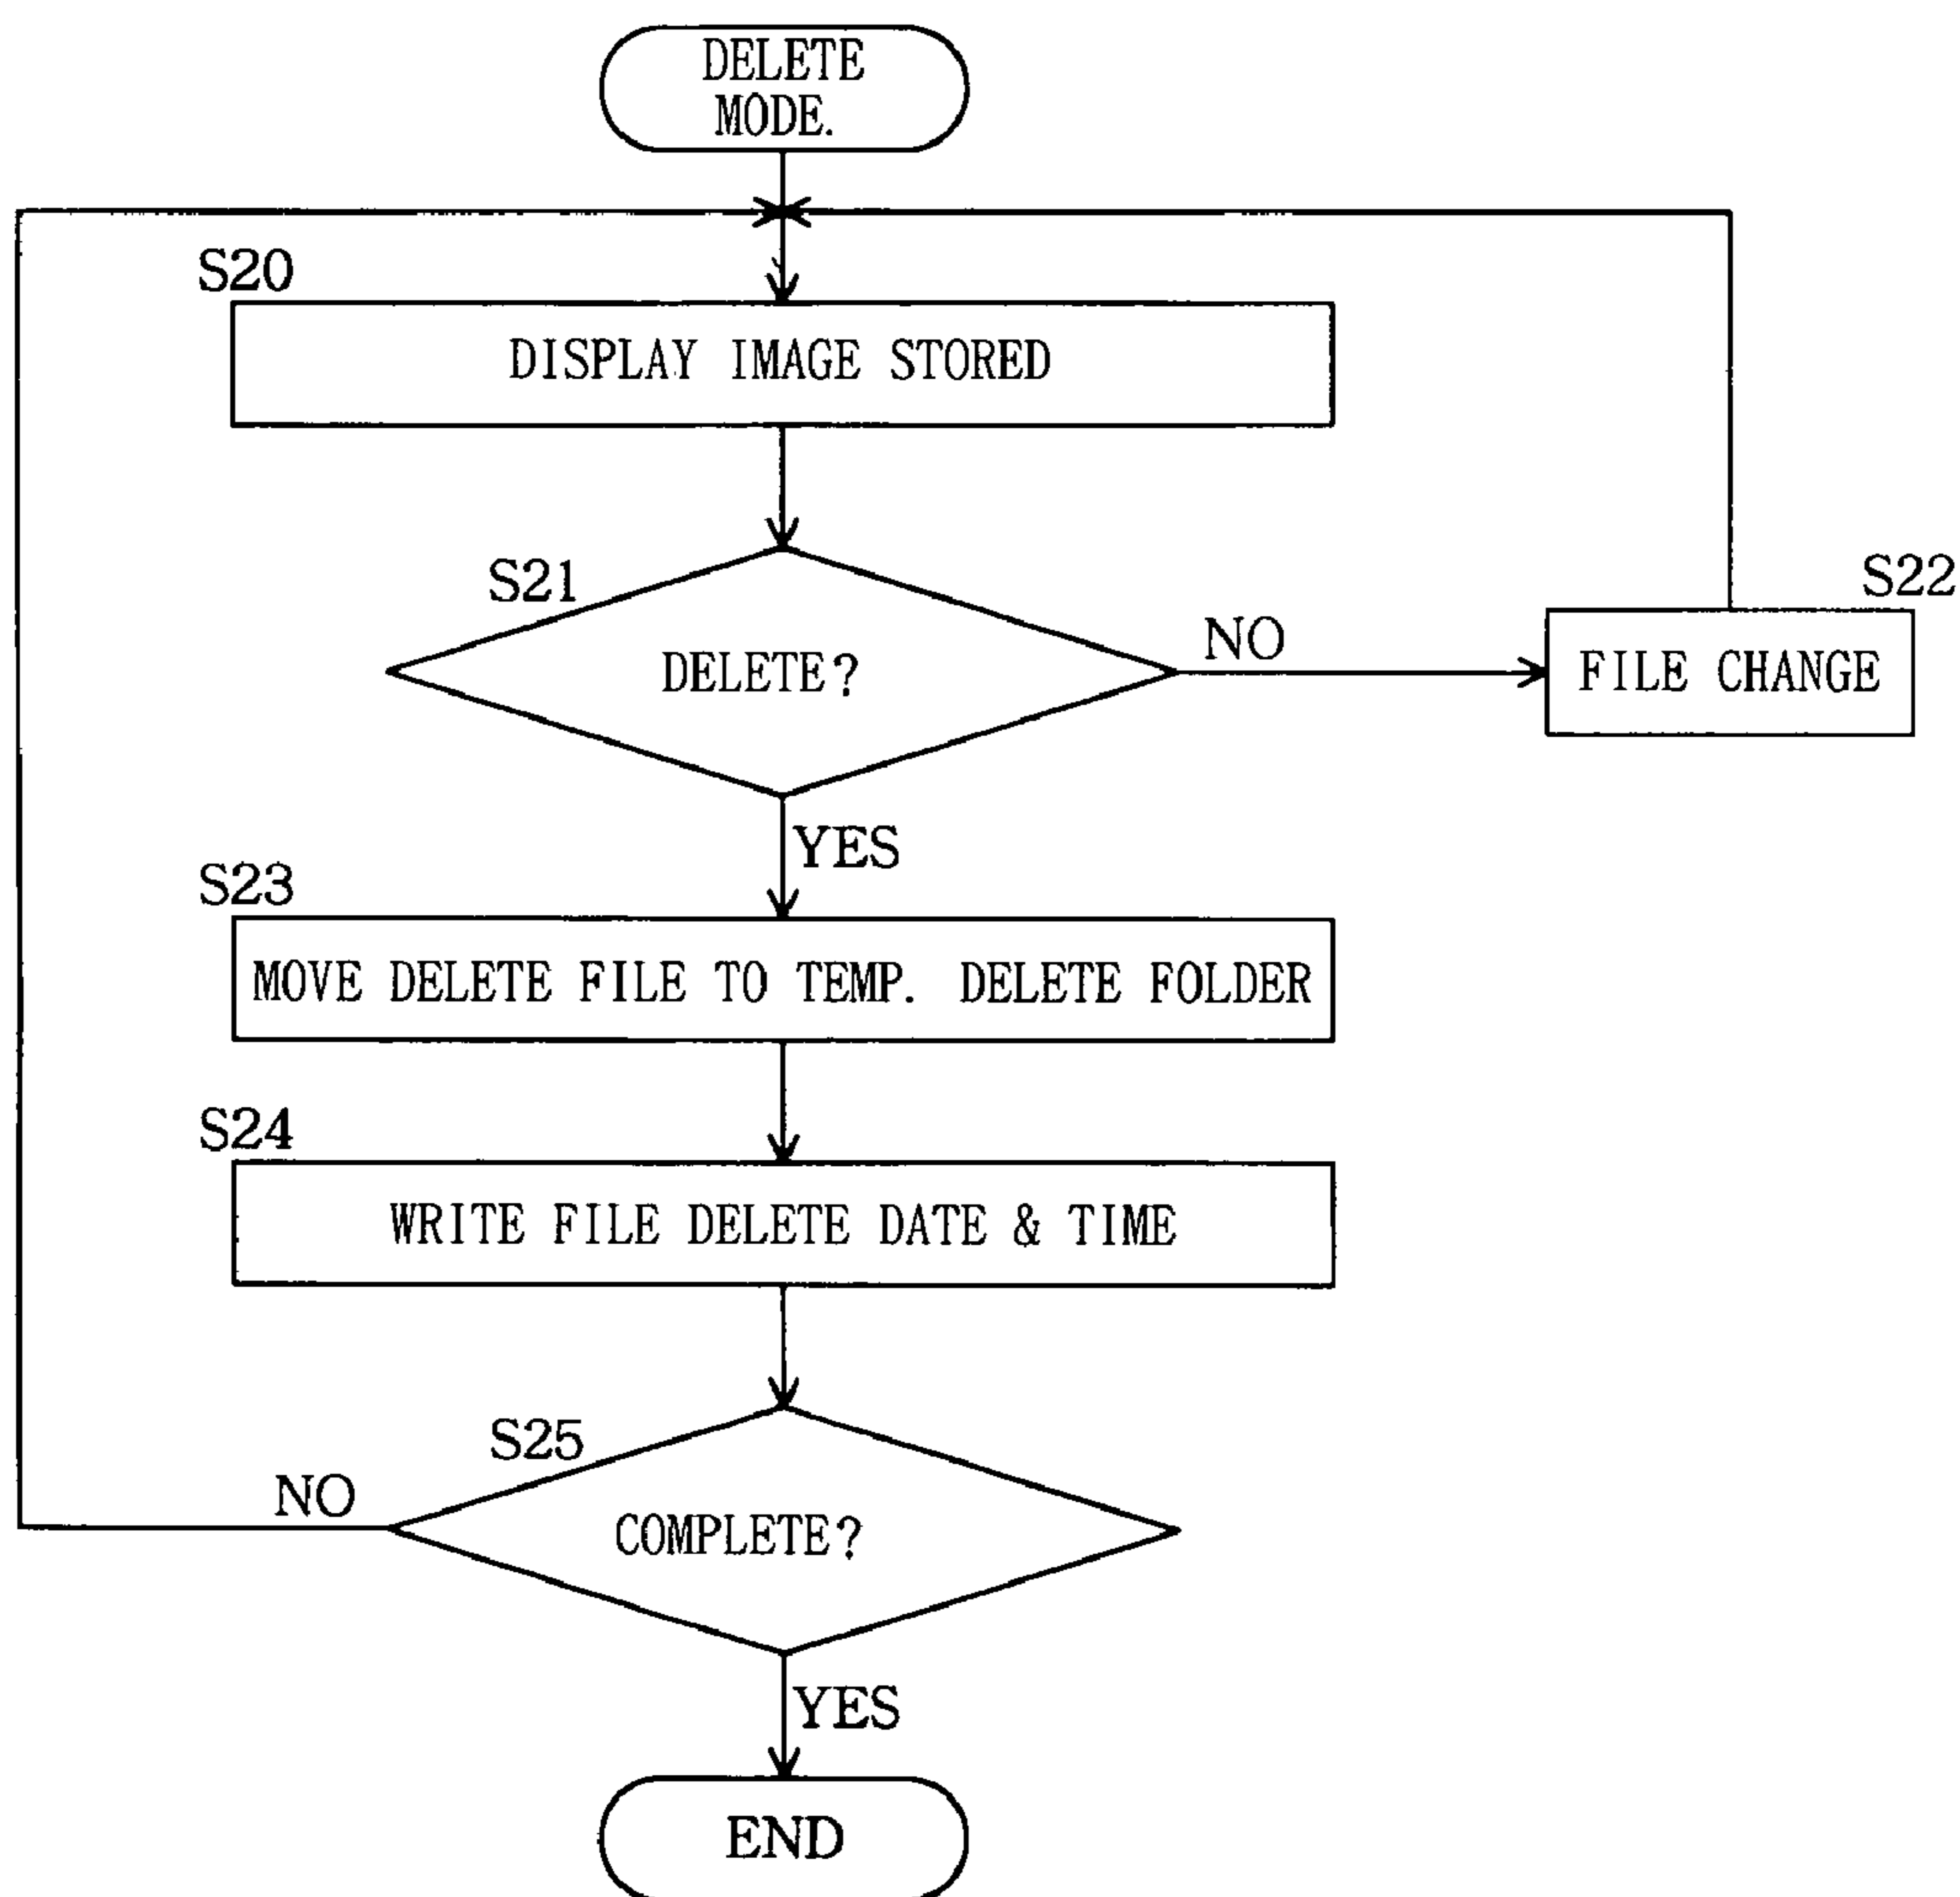 DELETE
MODE.
S20
DISPLAY IMAGE STORED
S21
DELETE?
NO
S22
FILE CHANGE
YES
S23
MOVE DELETE FILE TO TEMP. DELETE FOLDER
S24
WRITE FILE DELETE DATE & TIME
S25
NO
COMPLETE?
YES
END